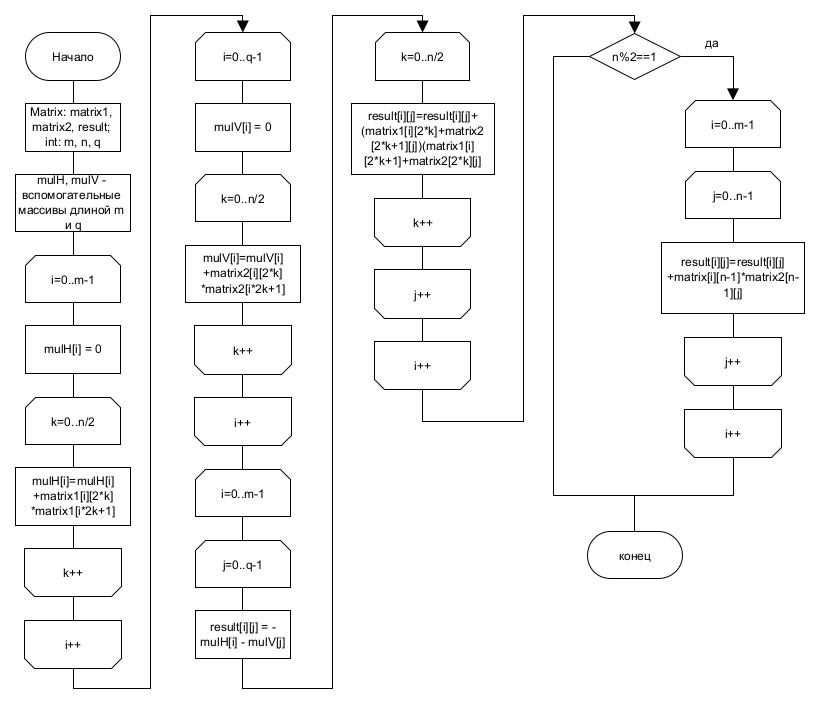 Начало
Matrix: matrix1,
matrix2, result;
int: m, n, q
mulH, mulV -
вспомогательные
массивы длиной m
и q
i=0..m-1
mulH[i] = 0
k=0..n/2
mulH[i]=mulH[i]
+matrix1[i][2*k]
*matrix1[i*2k+1]
k++
i++
i=0..q-1
mulV[i] = 0
k=0..n/2
mulV[i]=mulV[i]
+matrix2[i][2*k]
*matrix2[i*2k+1]
k++
i++
i=0..m-1
j=0..q-1
result[i][j] = -
mulH[i] - mulV[j]
k=0..n/2
result[i][j]=result[i][j]+
(matrix1[i][2*k]+matrix2
[2*k+1][j])(matrix1[i]
[2*k+1]+matrix2[2*k][j]
k++
j++
i++
n%2==1
да
i=0..m-1
j=0..n-1
result[i][j]=result[i][j]
+matrix[i][n-1]*matrix2[n-
1][j]
j++
i++
конец